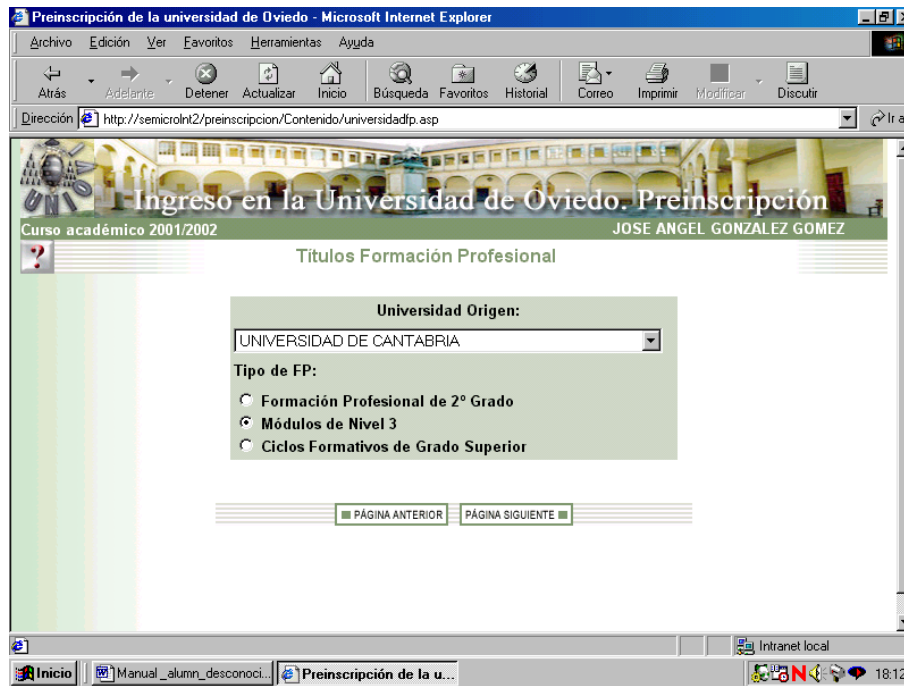 Preinscripción de la universidad de Oviedo - Microsoft Internet Explorer
Archivo Edición Ver Favoritos Herramientas Ayuda
Atrás Adelante Detener Actualizar Inicio Búsqueda Favoritos Historial Correo Imprimir Modificar Discutir
Dirección http://semicrolnt2/preinscripcion/Contenido/universidadfp.asp Ir a
Ingreso en la Universidad de Oviedo. Preinscripción
Curso académico 2001/2002 JOSE ANGEL GONZALEZ GOMEZ
? Títulos Formación Profesional
Universidad Origen:
UNIVERSIDAD DE CANTABRIA
Tipo de FP:
Formación Profesional de 2º Grado
Módulos de Nivel 3
Ciclos Formativos de Grado Superior
PÁGINA ANTERIOR PÁGINA SIGUIENTE
Intranet local
Inicio Manual_alumn_desconoci... Preinscripción de la u... N 18:12